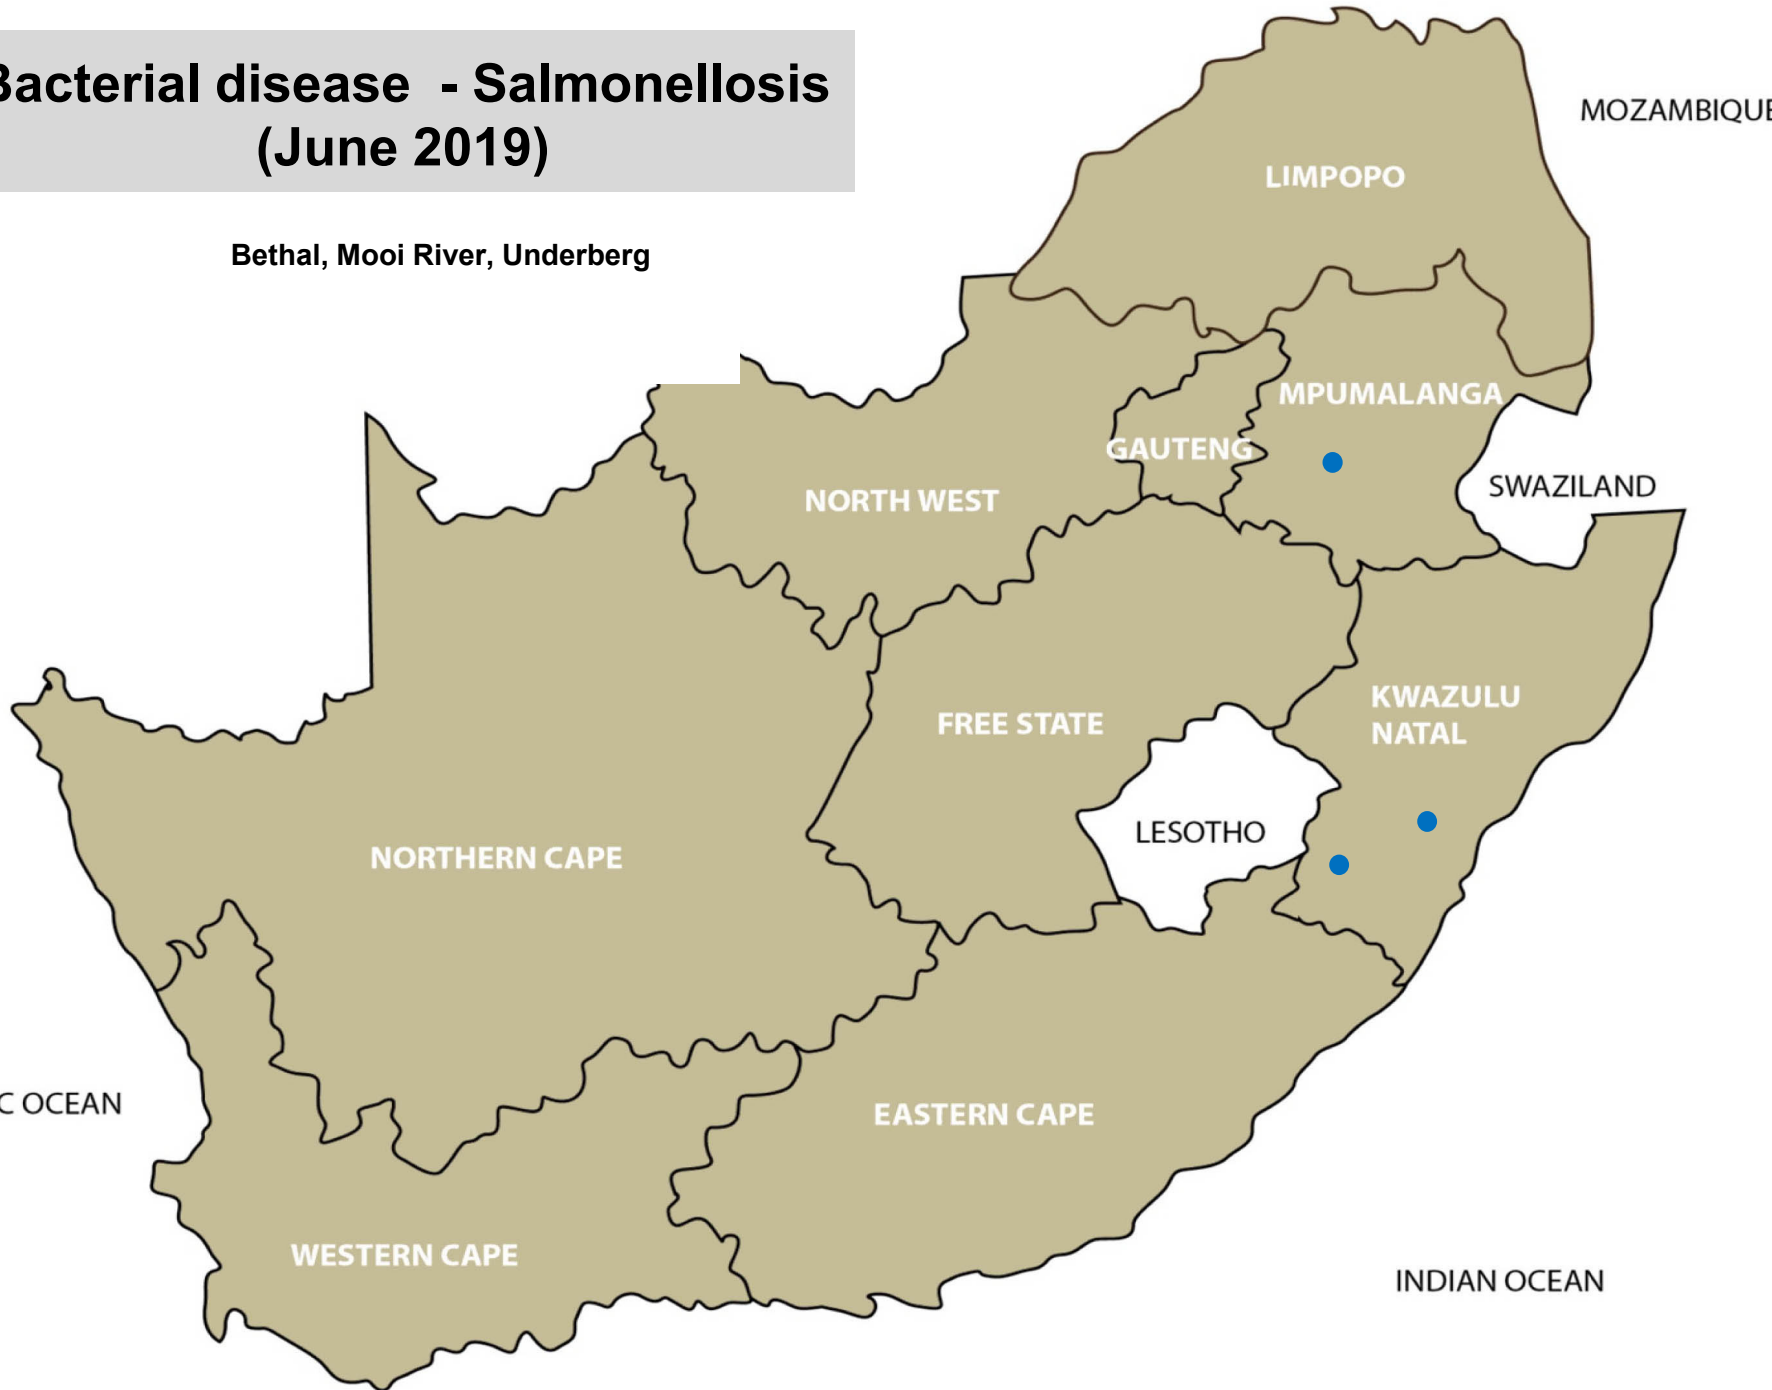 Bacterial disease - Salmonellosis
(June 2019)
Bethal, Mooi River, Underberg
MOZAMBIQUE
LIMPOPO
MPUMALANGA
GAUTENG
SWAZILAND
NORTH WEST
KWAZULU
NATAL
FREE STATE
LESOTHO
NORTHERN CAPE
C OCEAN
EASTERN CAPE
WESTERN CAPE
INDIAN OCEAN